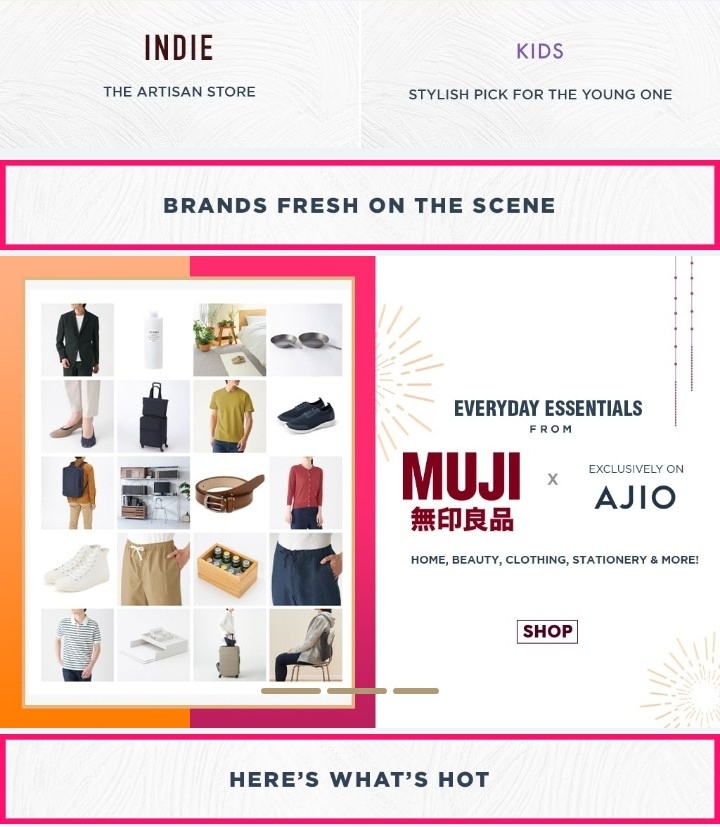 INDIE
THE ARTISAN STORE
KIDS
STYLISH PICK FOR THE YOUNG ONE
BRANDS FRESH ON THE SCENE
EVERYDAY ESSENTIALS
FROM
MUJI
無印良品
X
EXCLUSIVELY ON
AJIO
HOME, BEAUTY, CLOTHING, STATIONERY & MORE!
SHOP
HERE’S WHAT’S HOT